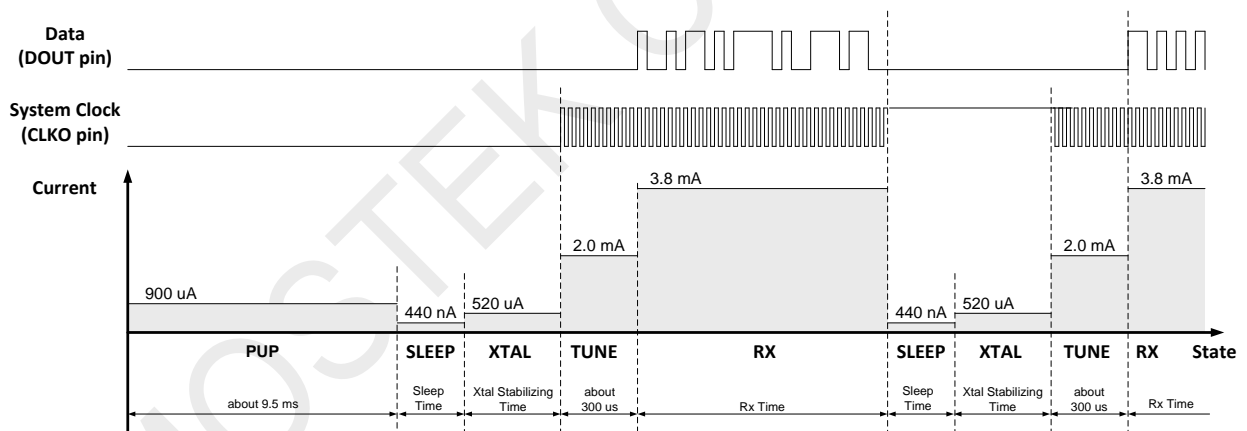 Data
(DOUT pin)
System Clock
(CLKO pin)
Current
3.8 mA
3.8 mA
2.0 mA
2.0 mA
900 uA
440 nA
520 uA
440 nA
520 uA
PUP
SLEEP
XTAL
TUNE
RX
SLEEP
XTAL
TUNE
RX
State
about 9.5 ms
Sleep
Time
Xtal Stabilizing
Time
about
300 us
Rx Time
Sleep
Time
Xtal Stabilizing
Time
about
300 us
Rx Time